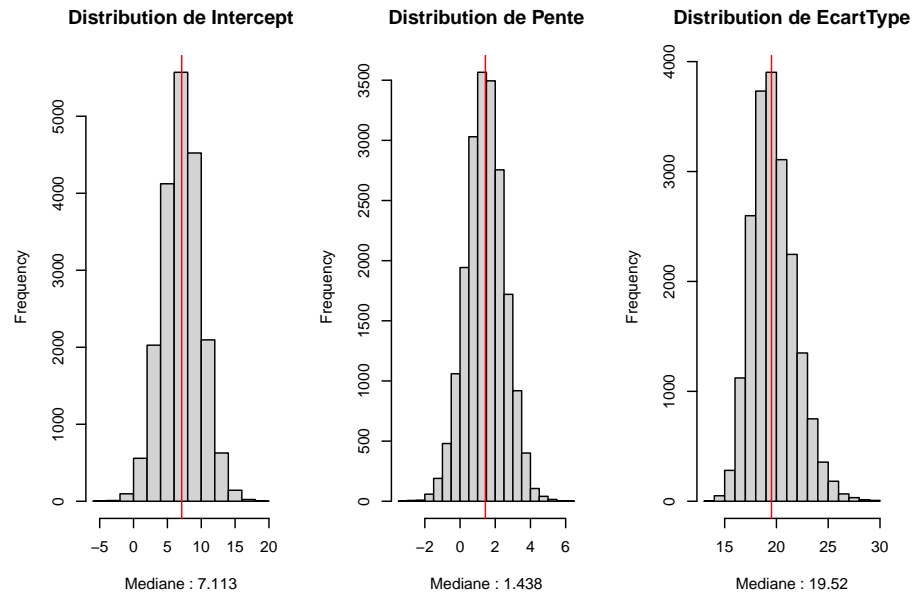 Distribution de Intercept
Frequency
0
1000
2000
3000
4000
5000
−5 0 5 10 15 20
Mediane : 7.113
Distribution de Pente
Frequency
0
500
1000
1500
2000
2500
3000
3500
−2 0 2 4 6
Mediane : 1.438
Distribution de EcartType
Frequency
0
1000
2000
3000
4000
15 20 25 30
Mediane : 19.52